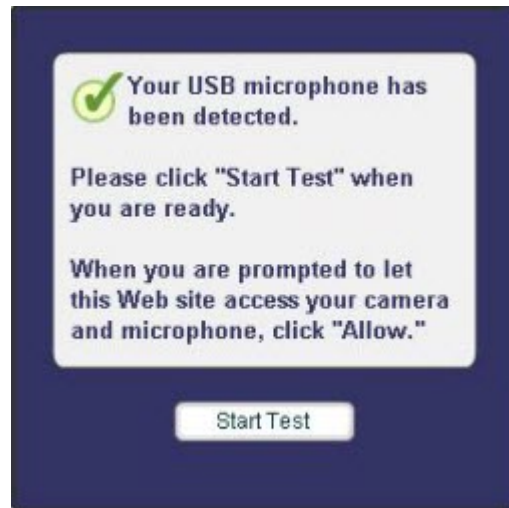 Your USB microphone has
been detected.
Please click "Start Test" when
you are ready.
When you are prompted to let
this Web site access your camera
and microphone, click "Allow."
Start Test